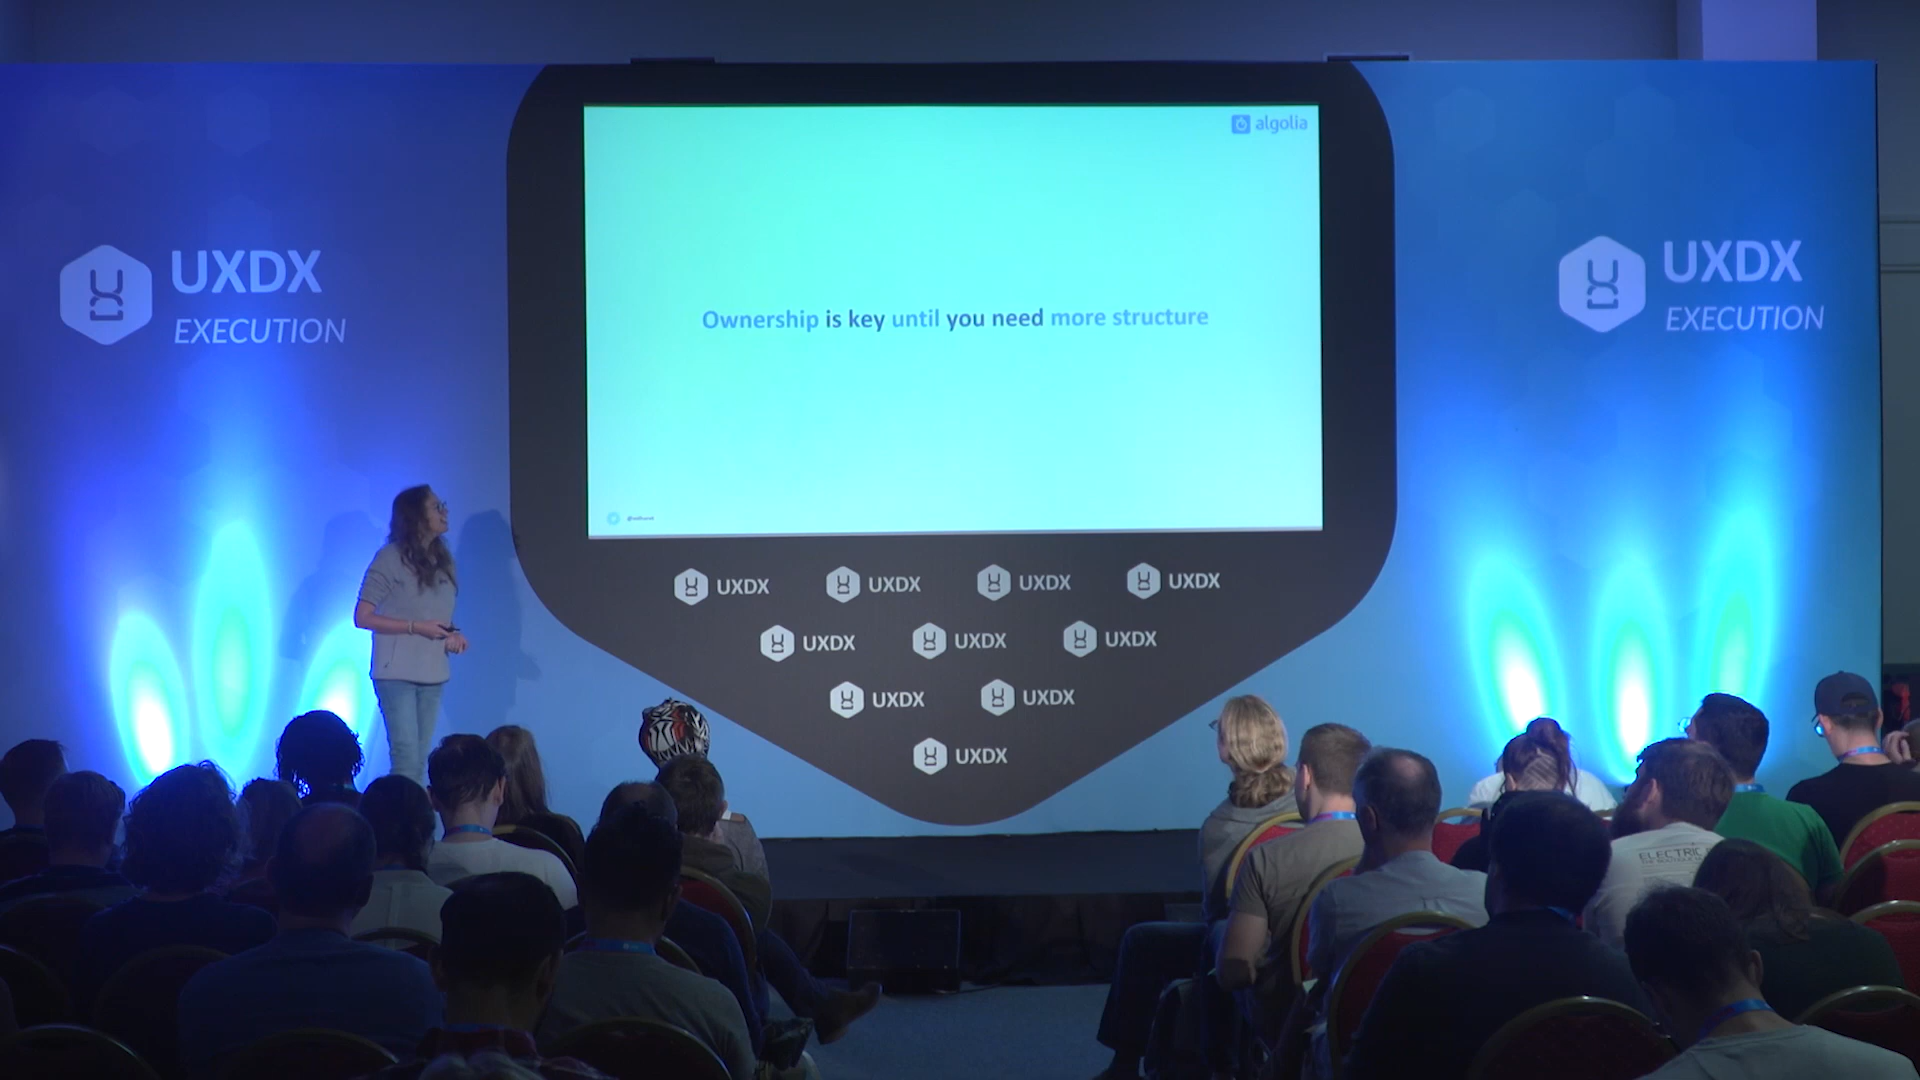 algolia
Ownership is key until you need more structure
UXDX
EXECUTION
UXDX
EXECUTION
UXDX UXDX UXDX UXDX
UXDX UXDX UXDX
UXDX UXDX
UXDX
ELECTRIC